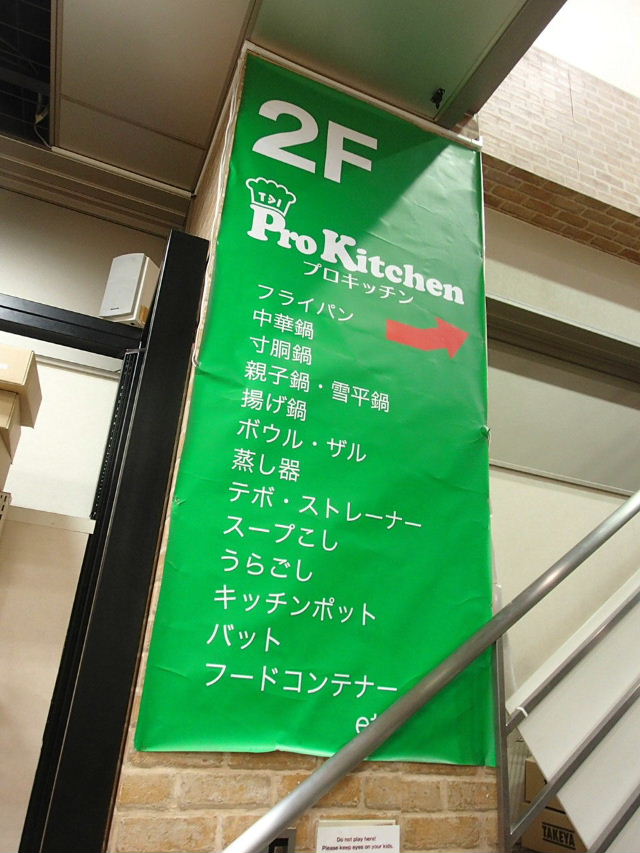 2F
TDI
Pro Kitchen
プロキッチン
フライパン
中華鍋
寸胴鍋
親子鍋・雪平鍋
揚げ鍋
ボウル・ザル
蒸し器
テボ・ストレーナー
スープこし
うらごし
キッチンポット
バット
フードコンテナー
Do not play here!
Please keep eyes on your kids.
TAKEYA